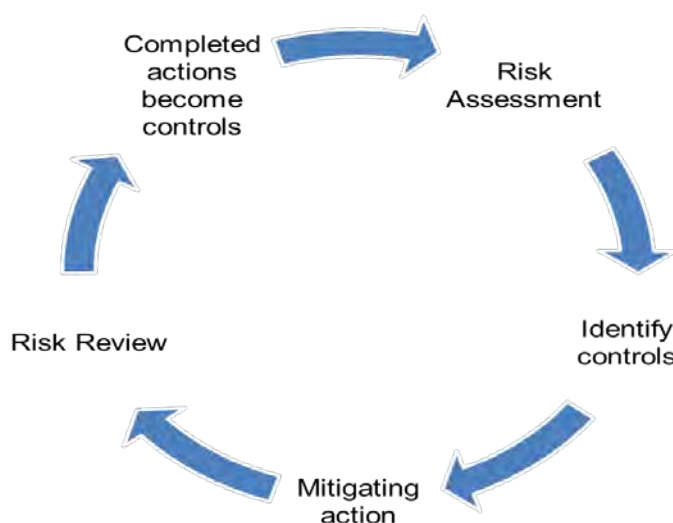 Completed
actions
become
controls
Risk
Assessment
Identify
controls
Mitigating
action
Risk Review